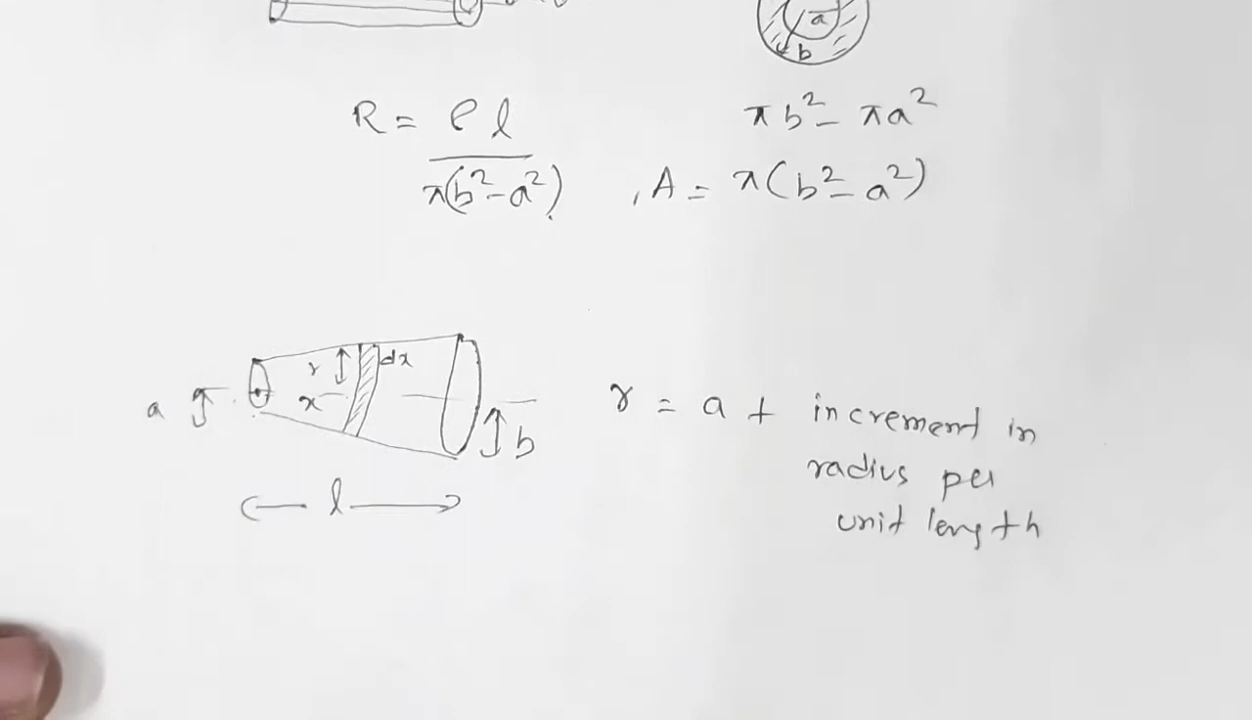 a
b
πb² - πa²
R = ρl / π(b² - a²)
, A = π(b² - a²)
r
dx
x
a
b
l
r = a + increment in
radius per
unit length